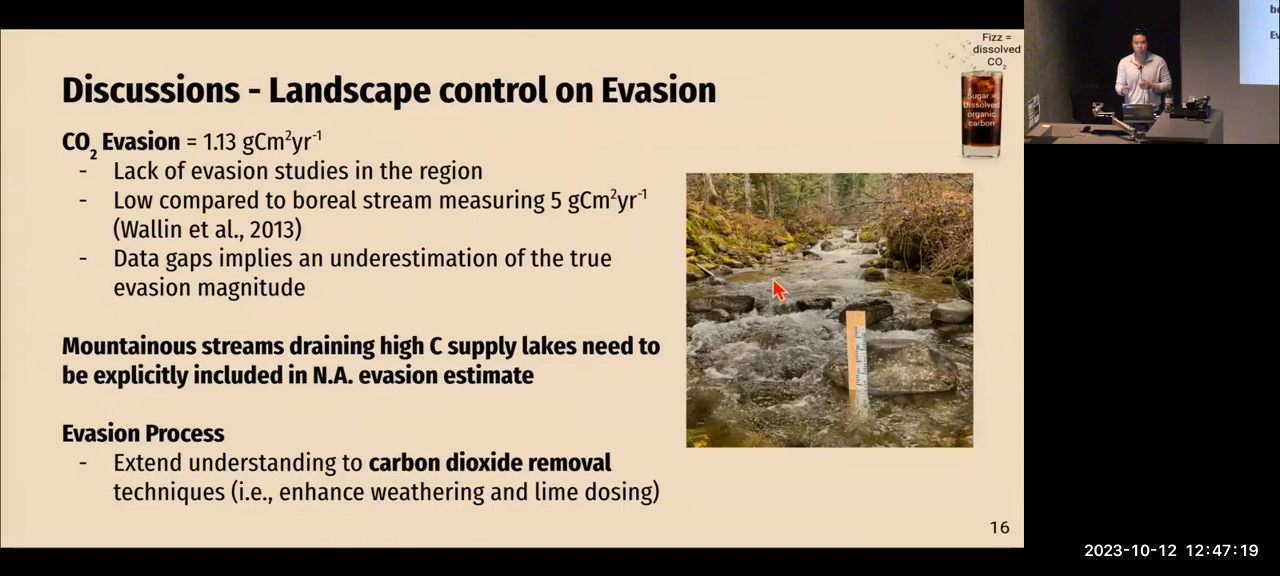 Discussions - Landscape control on Evasion
CO2 Evasion = 1.13 gCm²yr⁻¹
- Lack of evasion studies in the region
- Low compared to boreal stream measuring 5 gCm²yr⁻¹
(Wallin et al., 2013)
- Data gaps implies an underestimation of the true
evasion magnitude
Mountainous streams draining high C supply lakes need to
be explicitly included in N.A. evasion estimate
Evasion Process
- Extend understanding to carbon dioxide removal
techniques (i.e., enhance weathering and lime dosing)
16
Fizz =
dissolved
CO2
Sugar =
Dissolved
organic
carbon
2023-10-12 12:47:19